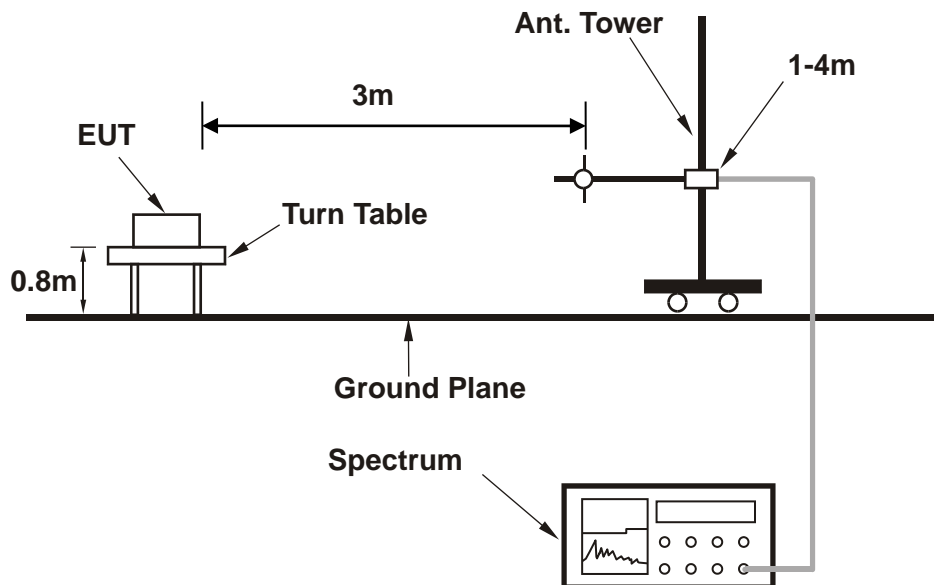 Ant. Tower
1-4m
3m
EUT
Turn Table
0.8m
Ground Plane
Spectrum